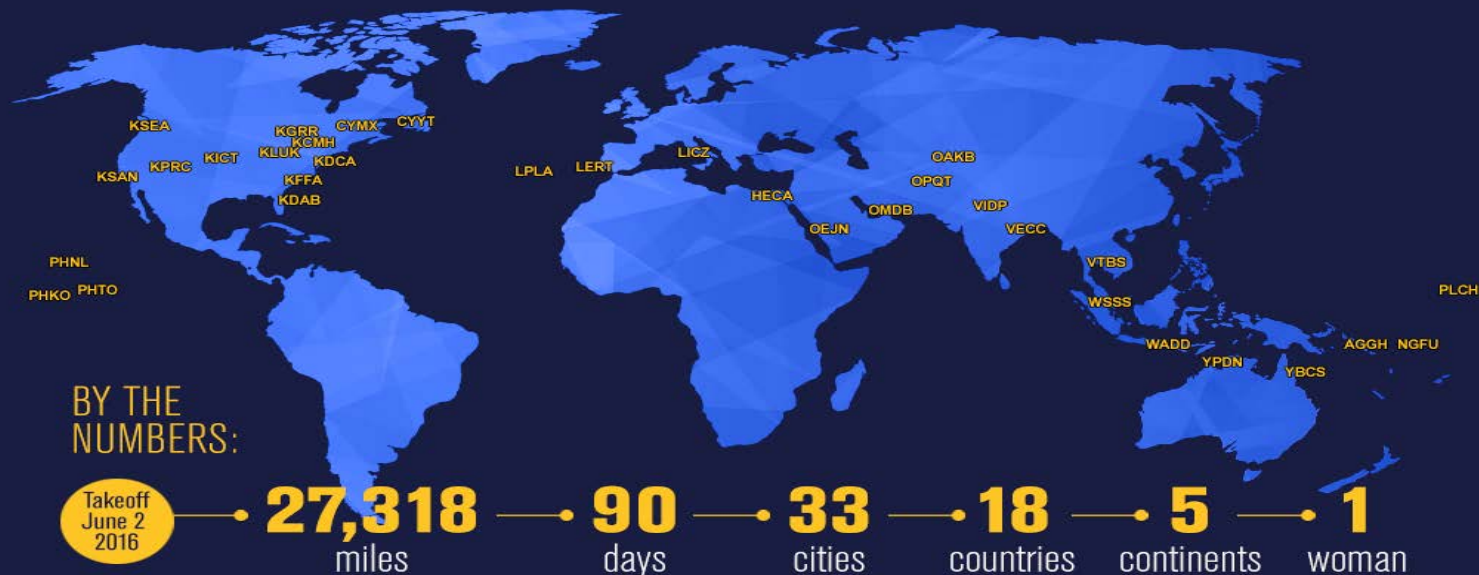 KSEA
KGRR
CYMX
CYYT
KCMH
KLUK
KICT
KDCA
KPRC
KSAN
KFFA
KDAB
LPLA
LERT
LICZ
OAKB
OPQT
HECA
VIDP
OMDB
OEJN
VECC
PHNL
VTBS
PHKO
PHTO
WSSS
PLCH
WADD
AGGH
NGFU
YPDN
YBCS
BY THE
NUMBERS:
Takeoff
June 2
2016
27,318
miles
90
days
33
cities
18
countries
5
continents
1
woman